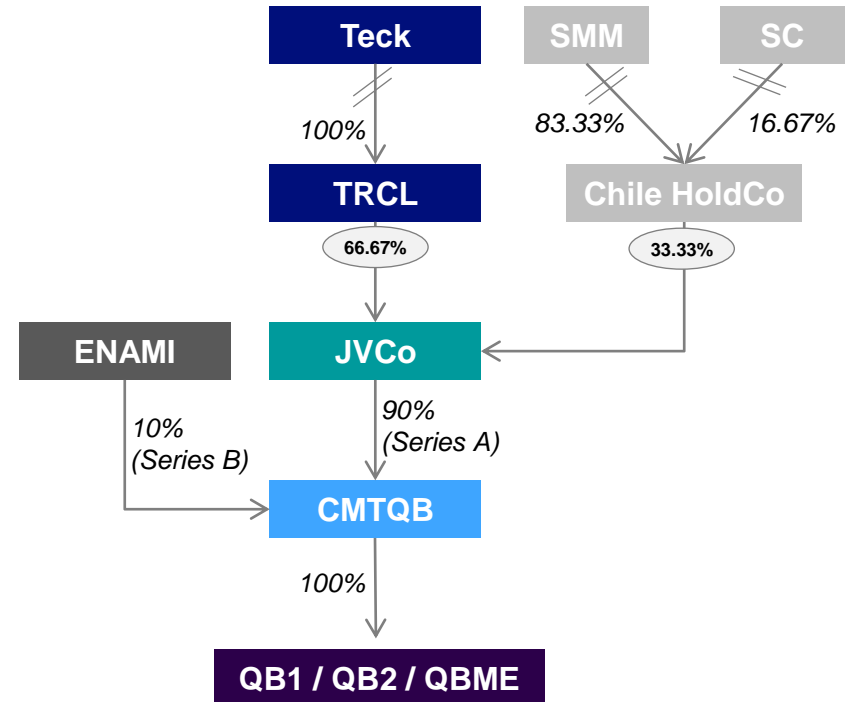 Teck
SMM
SC
100%
83.33%
16.67%
TRCL
Chile HoldCo
66.67%
33.33%
ENAMI
JVCo
10%
(Series B)
90%
(Series A)
CMTQB
100%
QB1 / QB2 / QBME